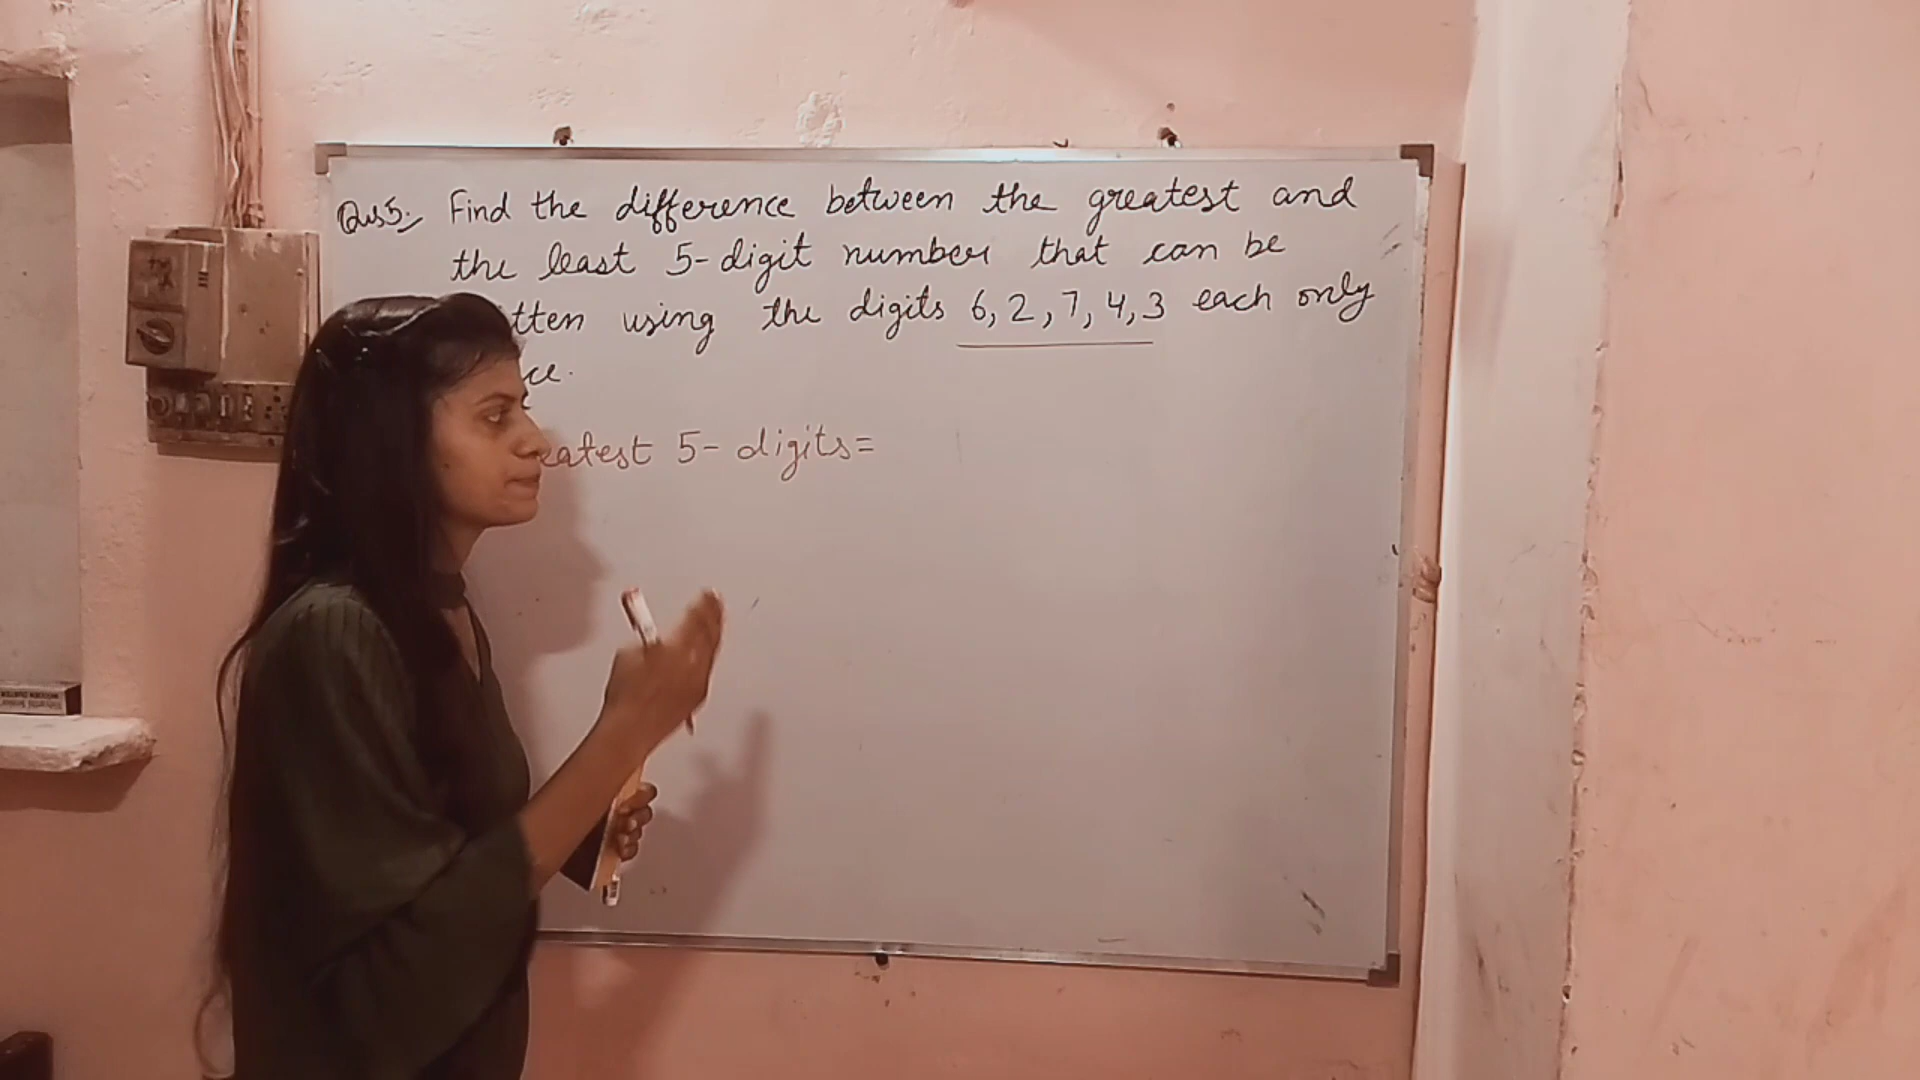 Qus5. Find the difference between the greatest and
the least 5-digit number that can be
tten using the digits 6, 2, 7, 4, 3 each only
ce.
eatest 5- digits=